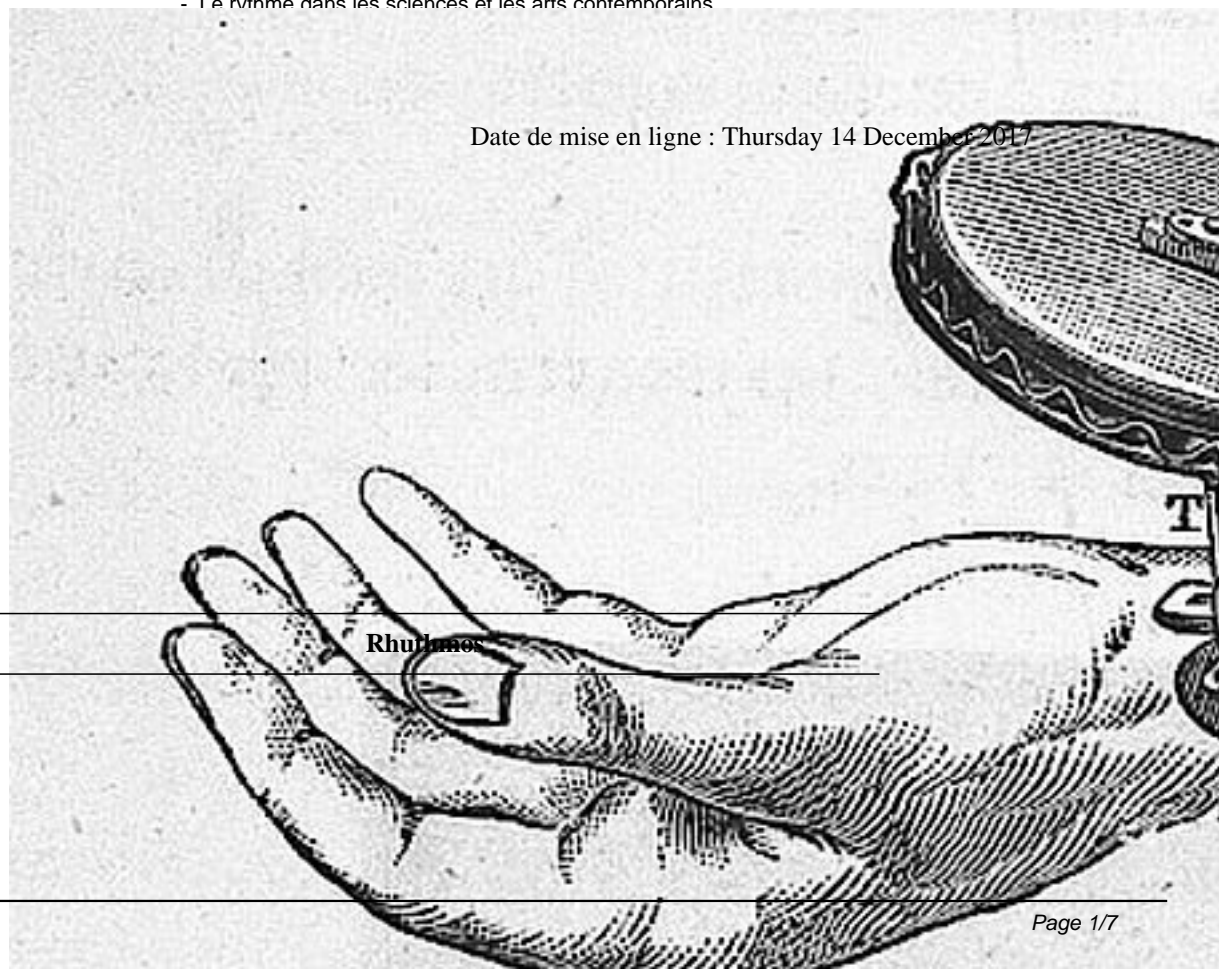 - Le rythme dans les sciences et les arts contemporains
Date de mise en ligne : Thursday 14 December 2017
T
Rhuthmos
Page 1/7